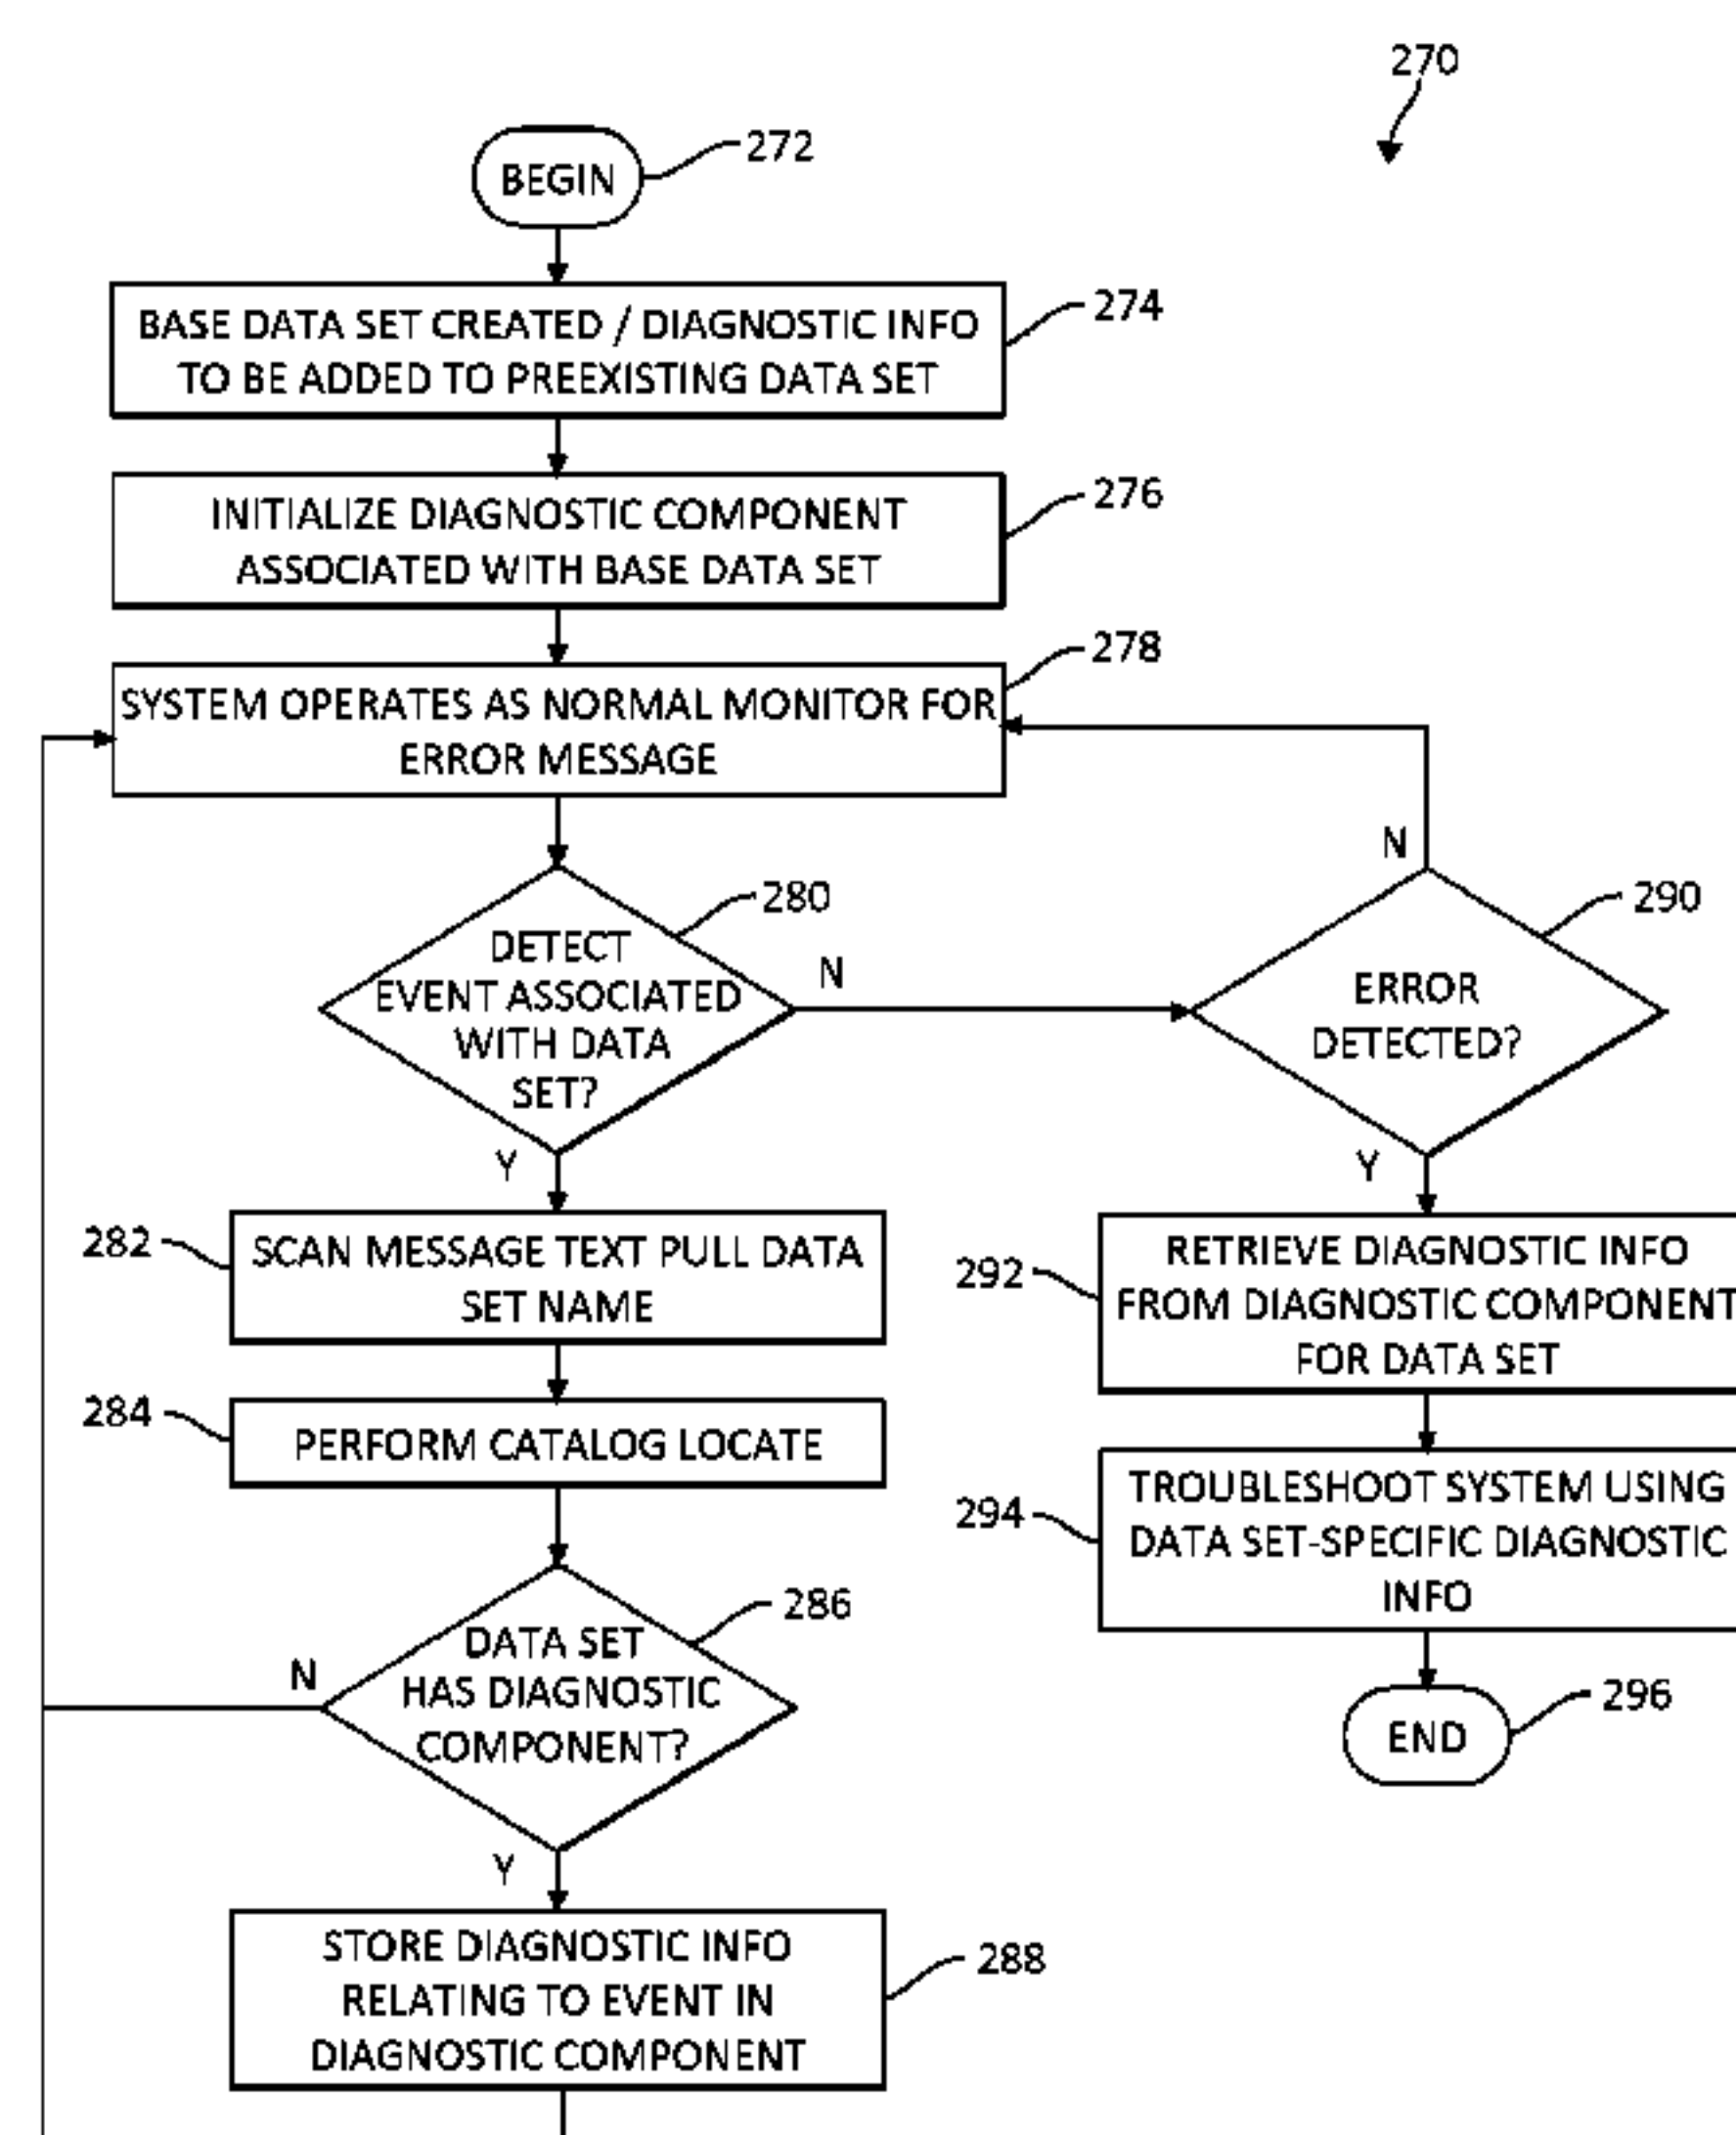 270
BEGIN
272
BASE DATA SET CREATED / DIAGNOSTIC INFO
TO BE ADDED TO PREEXISTING DATA SET
274
INITIALIZE DIAGNOSTIC COMPONENT
ASSOCIATED WITH BASE DATA SET
276
SYSTEM OPERATES AS NORMAL MONITOR FOR
ERROR MESSAGE
278
DETECT
EVENT ASSOCIATED
WITH DATA
SET?
280
N
Y
N
ERROR
DETECTED?
290
Y
282
SCAN MESSAGE TEXT PULL DATA
SET NAME
292
RETRIEVE DIAGNOSTIC INFO
FROM DIAGNOSTIC COMPONENT
FOR DATA SET
284
PERFORM CATALOG LOCATE
294
TROUBLESHOOT SYSTEM USING
DATA SET-SPECIFIC DIAGNOSTIC
INFO
286
DATA SET
HAS DIAGNOSTIC
COMPONENT?
N
Y
END
296
STORE DIAGNOSTIC INFO
RELATING TO EVENT IN
DIAGNOSTIC COMPONENT
288